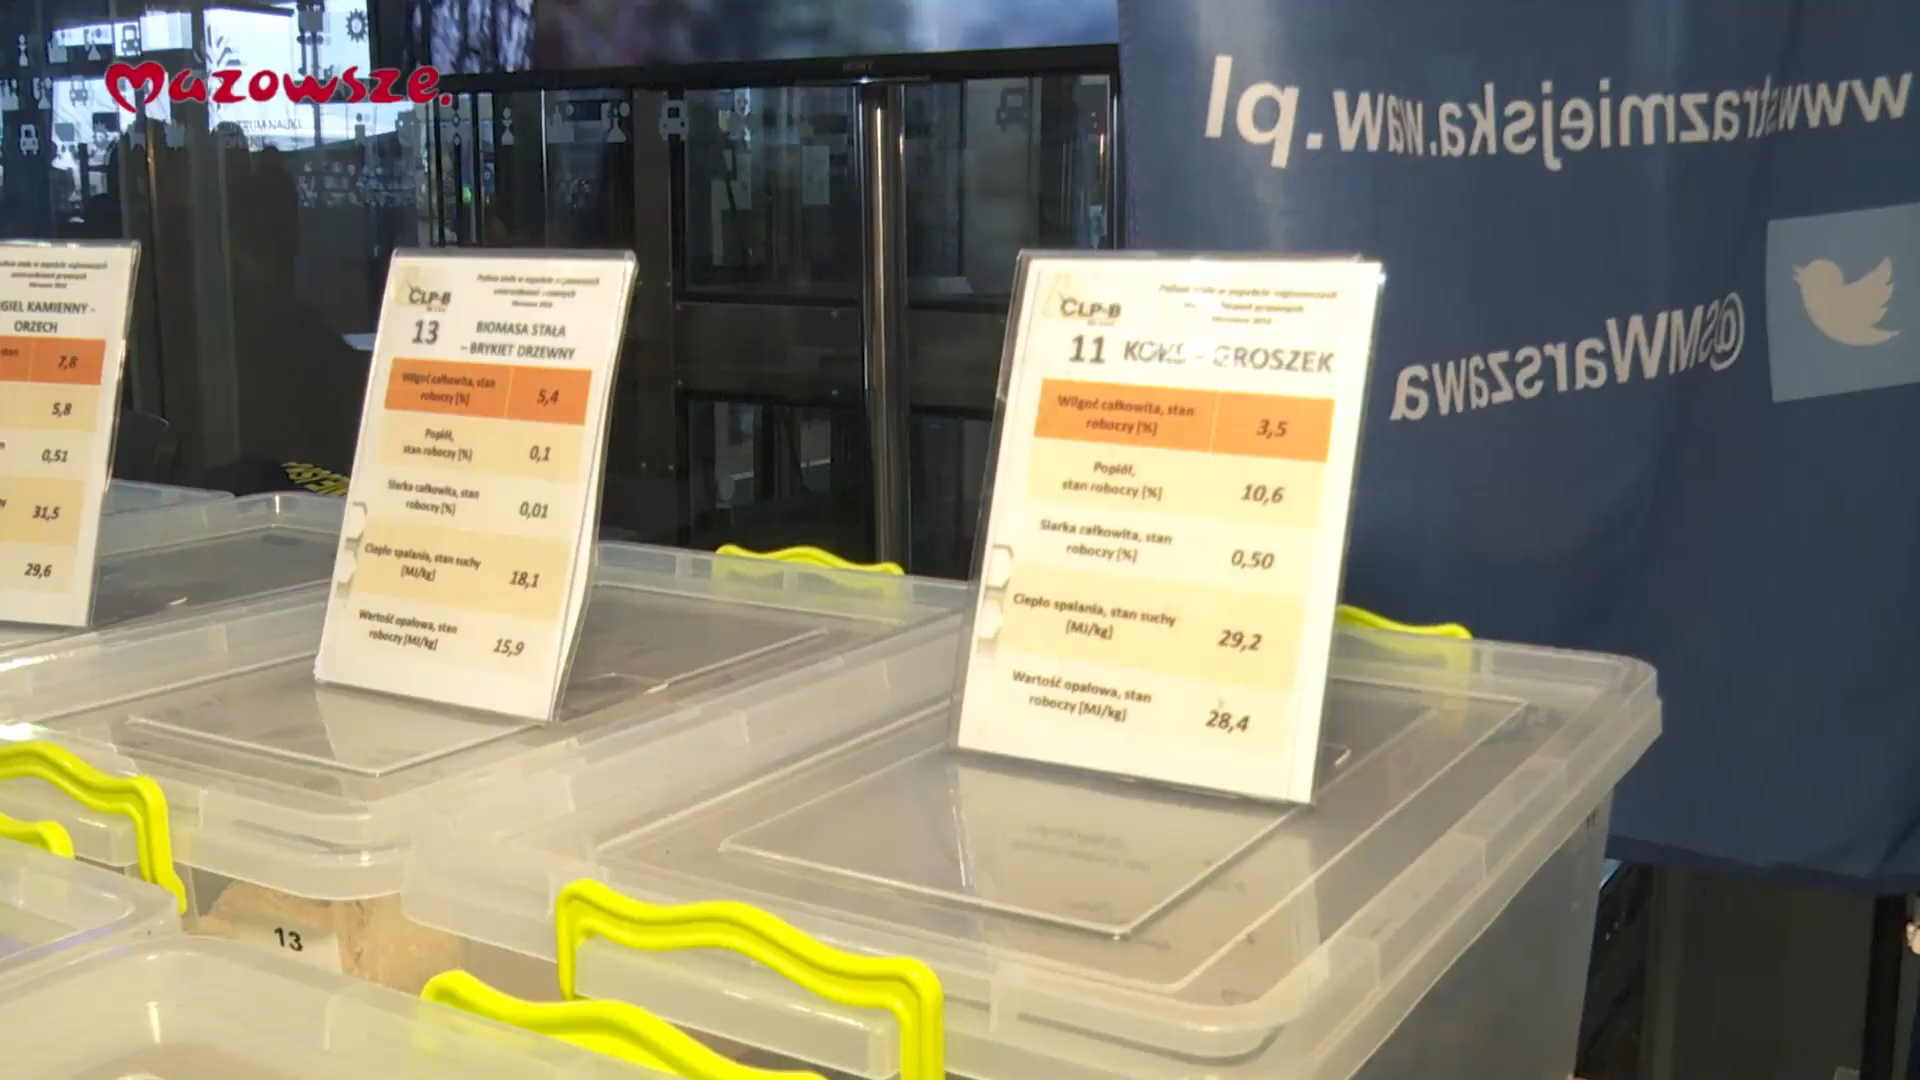 Mazowsze.
www.strazmiejska.waw.pl
@SMWarszawa
KAMIENNY -
ORZECH
stan
7,8
5,8
0,51
31,5
29,6
CLP-B
13
BIOMASA STAŁA
– BRYKIET DRZEWNY
Wilgoć całkowita, stan
roboczy [%]
5,4
Popiół,
stan roboczy [%]
0,1
Siarka całkowita, stan
roboczy [%]
0,01
Ciepło spalania, stan suchy
[MJ/kg]
18,1
Wartość opałowa, stan
roboczy [MJ/kg]
15,9
CLP-B
11 KOKS - GROSZEK
Wilgoć całkowita, stan
roboczy [%]
3,5
Popiół,
stan roboczy [%]
10,6
Siarka całkowita, stan
roboczy [%]
0,50
Ciepło spalania, stan suchy
[MJ/kg]
29,2
Wartość opałowa, stan
roboczy [MJ/kg]
28,4
13